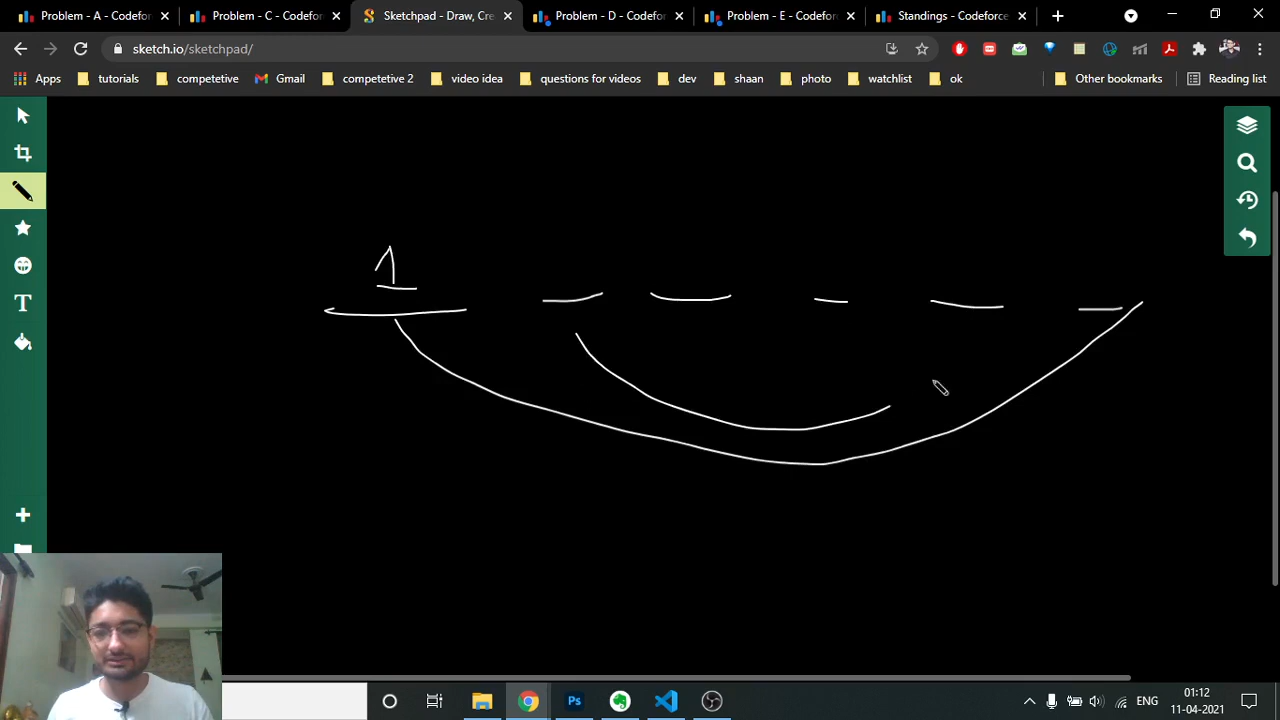 Problem - A - Codeforces
Problem - C - Codeforces
Sketchpad - Draw, Cre
Problem - D - Codeforces
Problem - E - Codeforces
Standings - Codeforces
sketch.io/sketchpad/
Apps
tutorials
competetive
Gmail
competetive 2
video idea
questions for videos
dev
shaan
photo
watchlist
ok
Other bookmarks
Reading list
1
T
ENG
01:12
11-04-2021